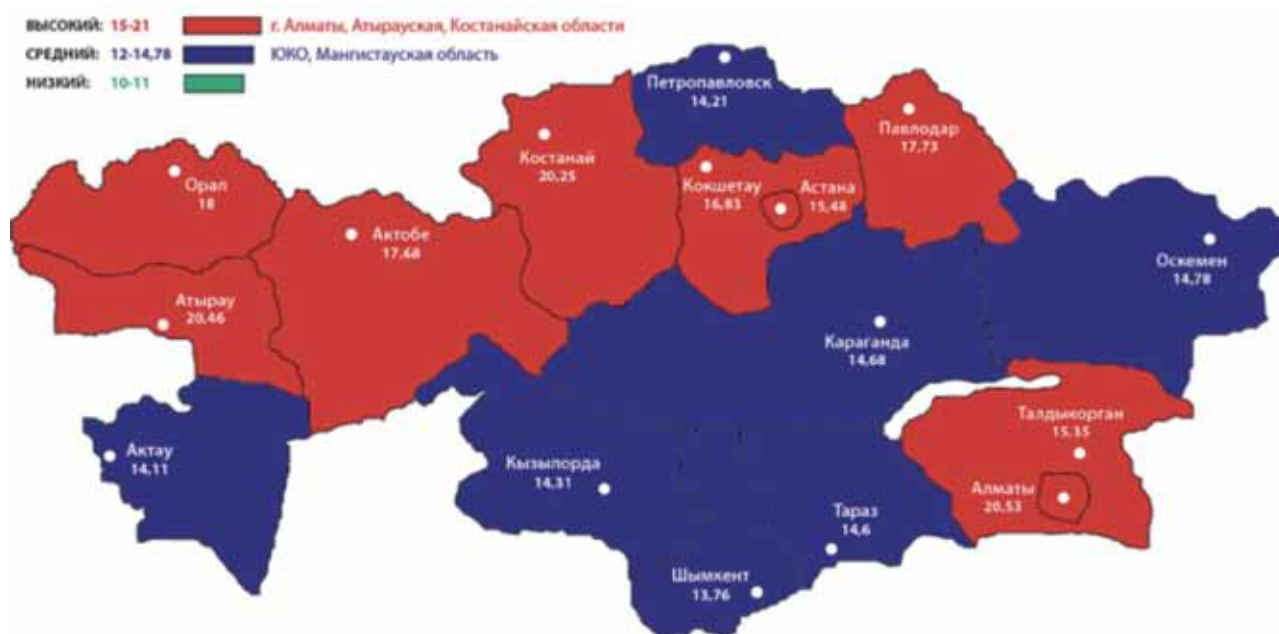 ВЫСОКИЙ: 15-21 г. Алматы, Атырауская, Костанайская области
СРЕДНИЙ: 12-14,78 ЮКО, Мангистауская область
НИЗКИЙ: 10-11
Петропавловск
14,21
Павлодар
17,73
Костанай
20,25
Кокшетау
16,83
Астана
15,48
Орал
18
Актобе
17,68
Оскемен
14,78
Атырау
20,46
Караганда
14,68
Талдыкорган
15,35
Актау
14,11
Кызылорда
14,31
Алматы
20,53
Тараз
14,6
Шымкент
13,76